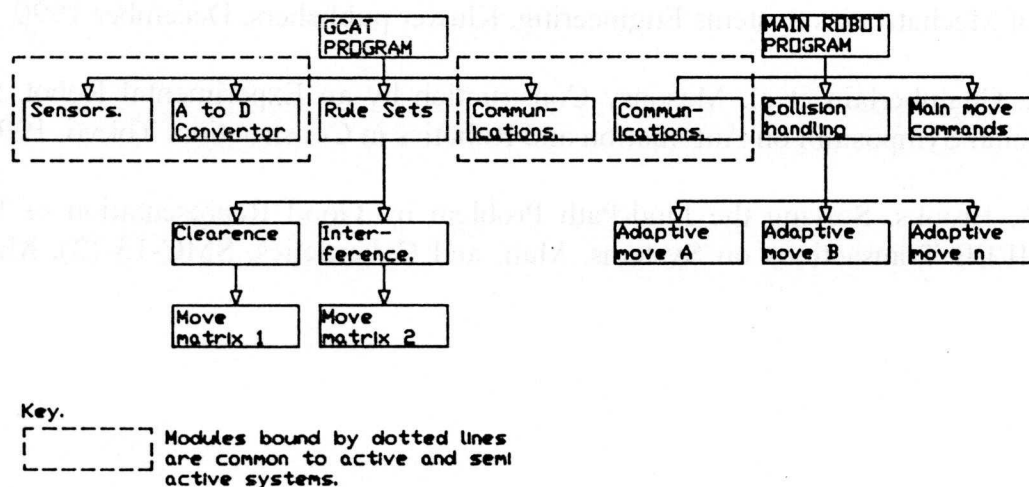 GCAT
PROGRAM
MAIN ROBOT
PROGRAM
Sensors.
A to D
Convertor
Rule Sets
Commun-
ications.
Commun-
ications.
Collision
handling
Main move
commands
Clearence
Inter-
ference.
Adaptive
move A
Adaptive
move B
Adaptive
move n
Move
matrix 1
Move
matrix 2
Key.
Modules bound by dotted lines
are common to active and semi
active systems.